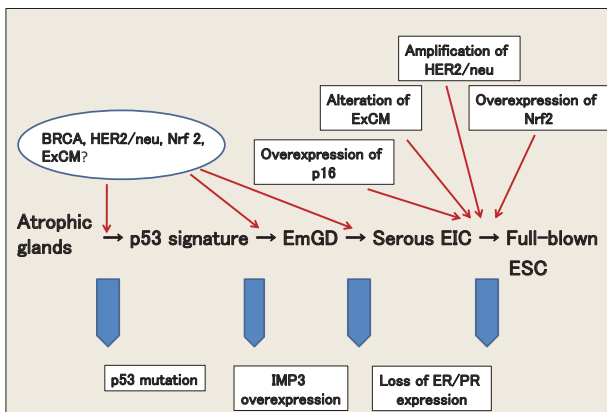 Amplification of
HER2/neu
Alteration of
ExCM
Overexpression of
Nrf2
BRCA, HER2/neu, Nrf 2,
ExCM?
Overexpression of
p16
Atrophic
glands → p53 signature → EmGD → Serous EIC → Full-blown
ESC
p53 mutation
IMP3
overexpression
Loss of ER/PR
expression